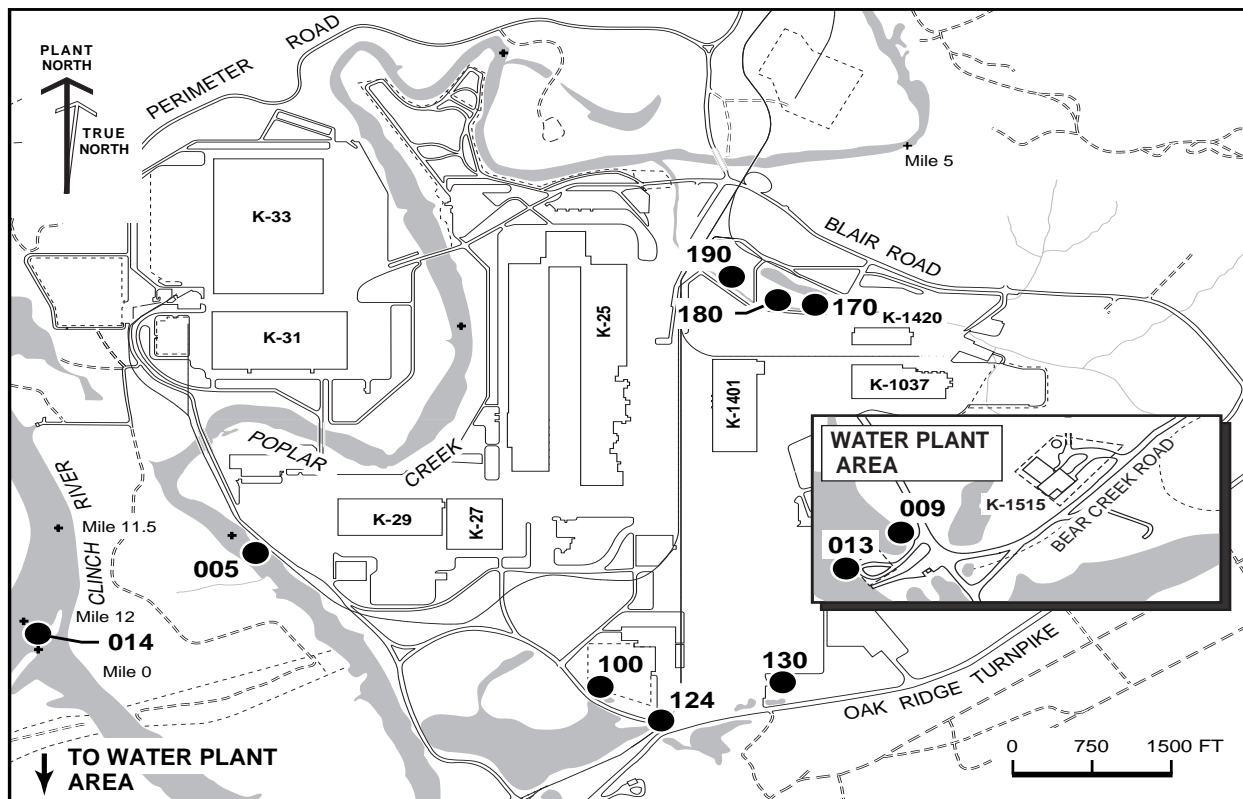 PLANT
NORTH
TRUE
NORTH
PERIMETER ROAD
Mile 5
K-33
BLAIR ROAD
190
180
170
K-25
K-31
K-1420
K-1401
K-1037
POPLAR CREEK
WATER PLANT
AREA
K-1515
BEAR CREEK ROAD
009
013
CLINCH RIVER
Mile 11.5
K-29
K-27
005
Mile 12
014
Mile 0
100
124
130
OAK RIDGE TURNPIKE
TO WATER PLANT
AREA
0 750 1500 FT